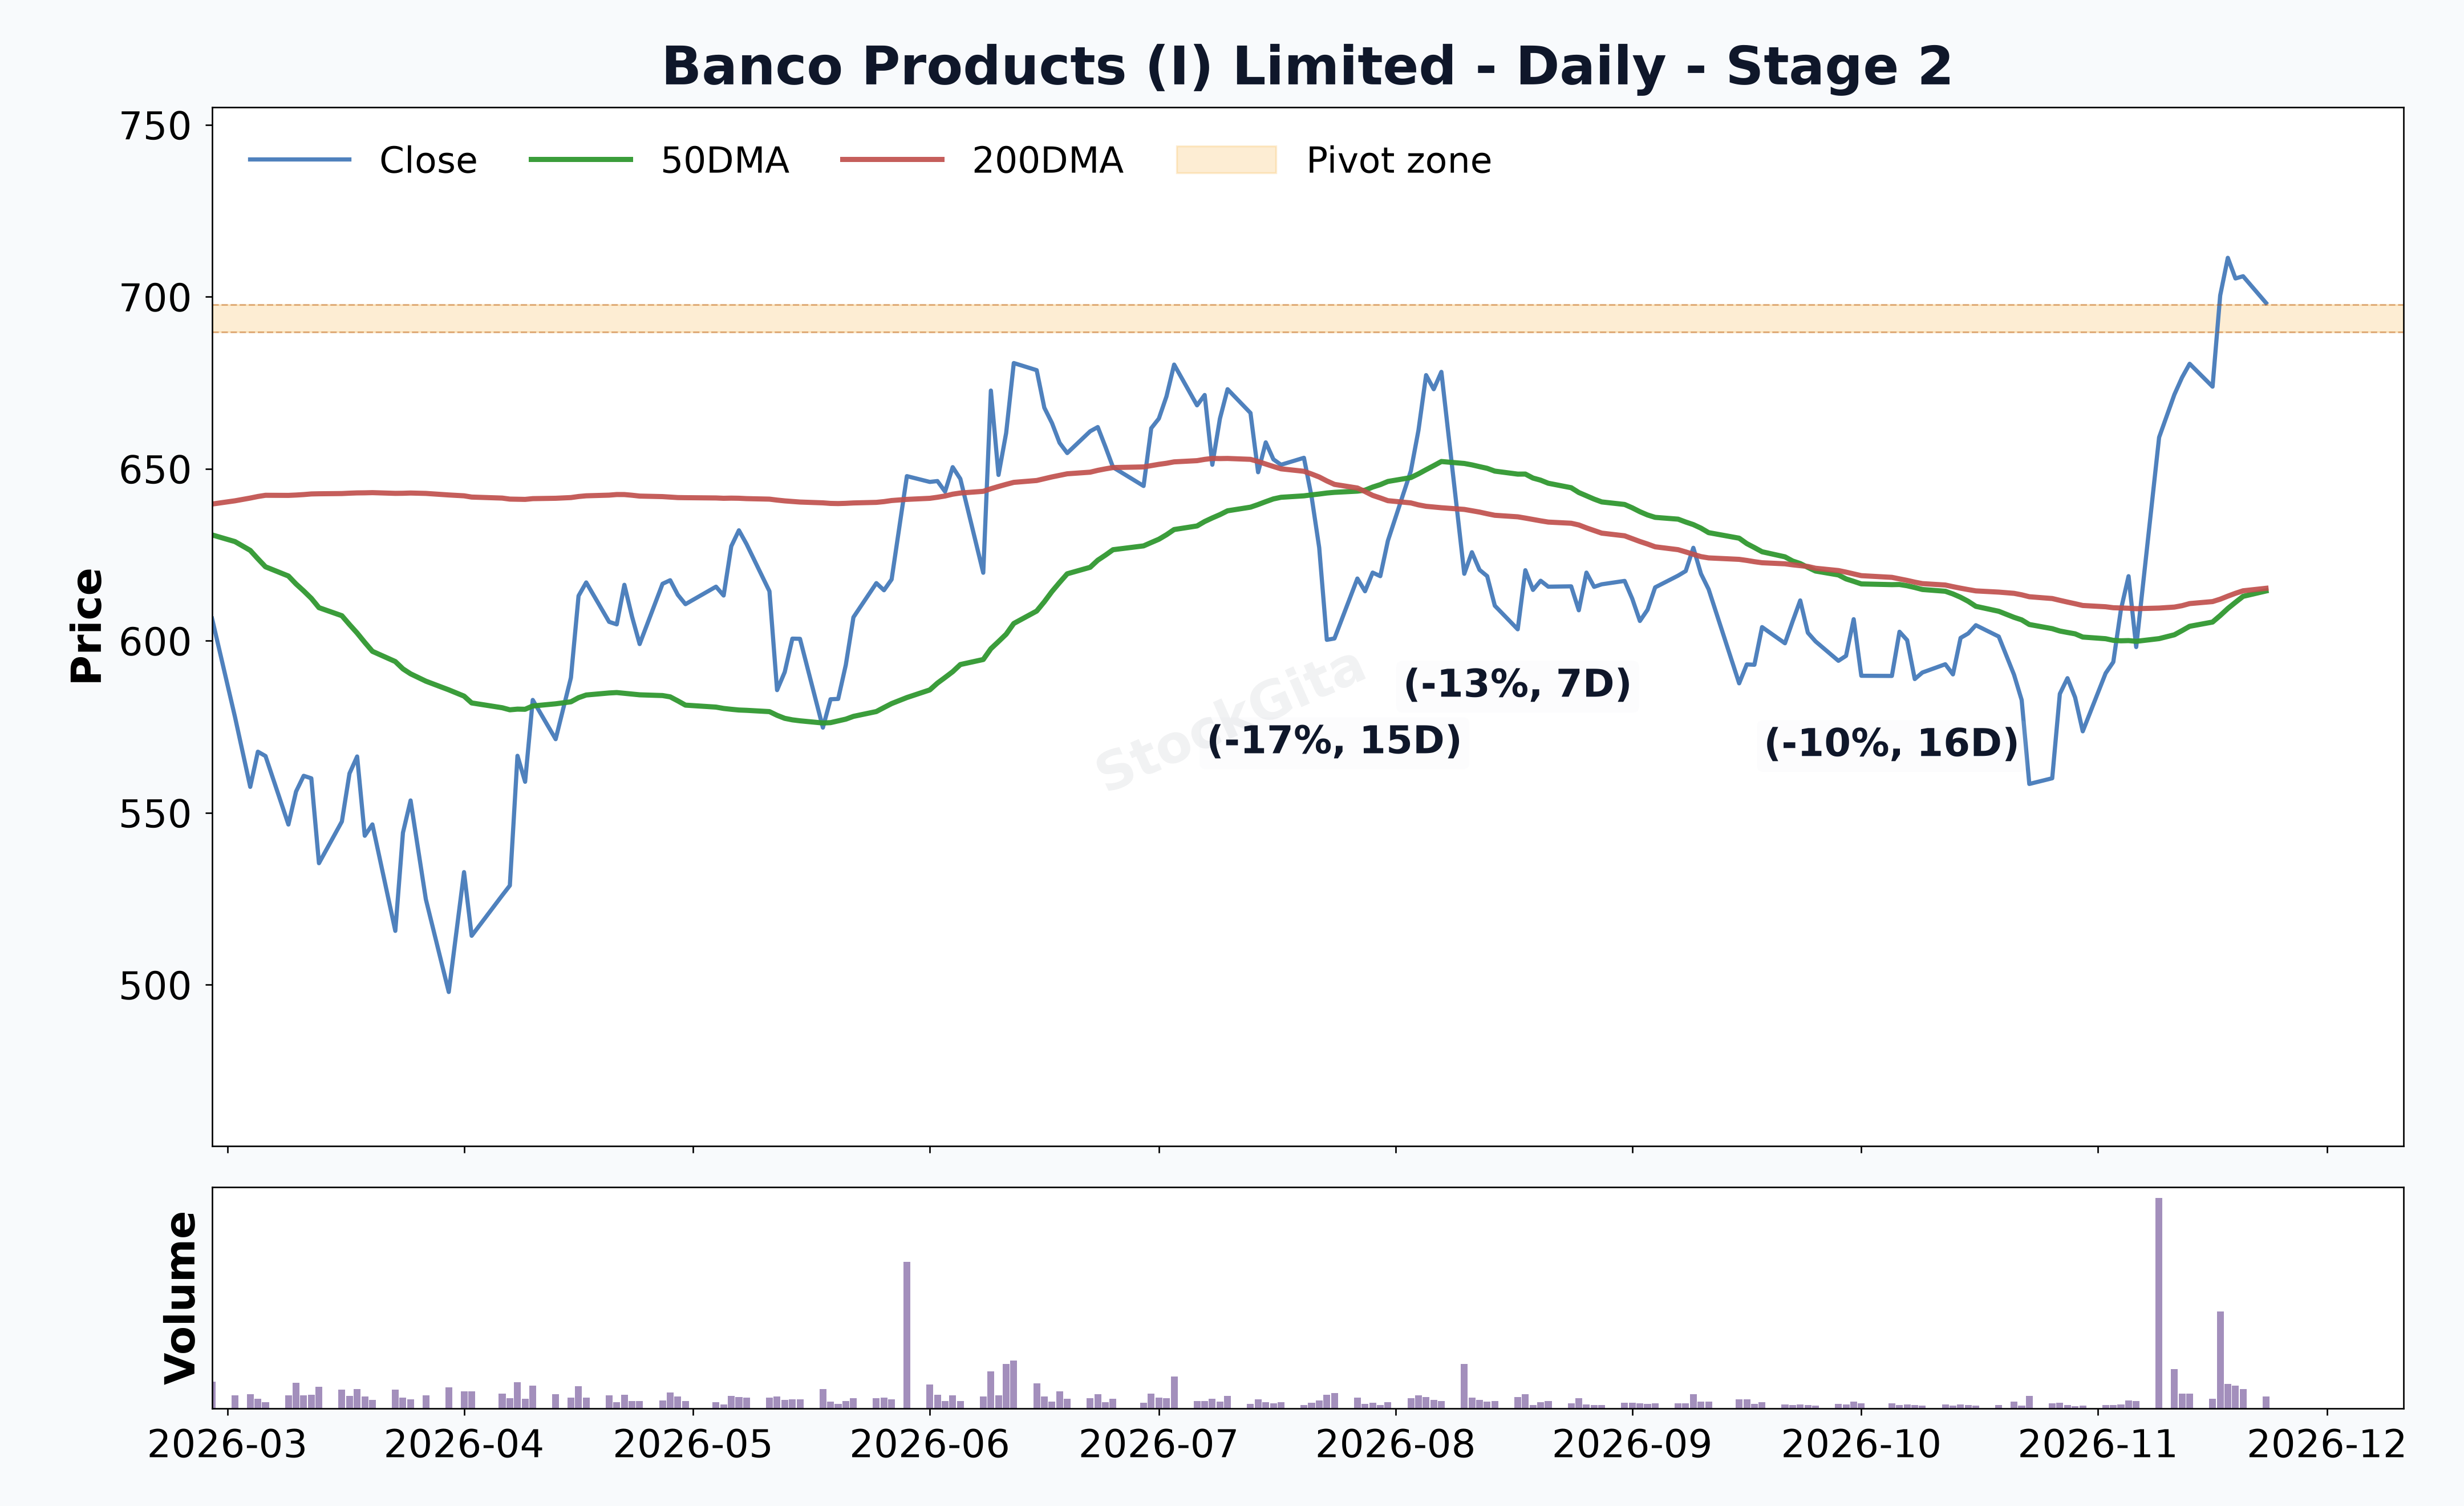 Banco Products (I) Limited - Daily - Stage 2
Close 50DMA 200DMA Pivot zone
750
700
650
600
550
500
Price
(-13%, 7D)
(-17%, 15D)
(-10%, 16D)
StockGita
Volume
2026-03 2026-04 2026-05 2026-06 2026-07 2026-08 2026-09 2026-10 2026-11 2026-12